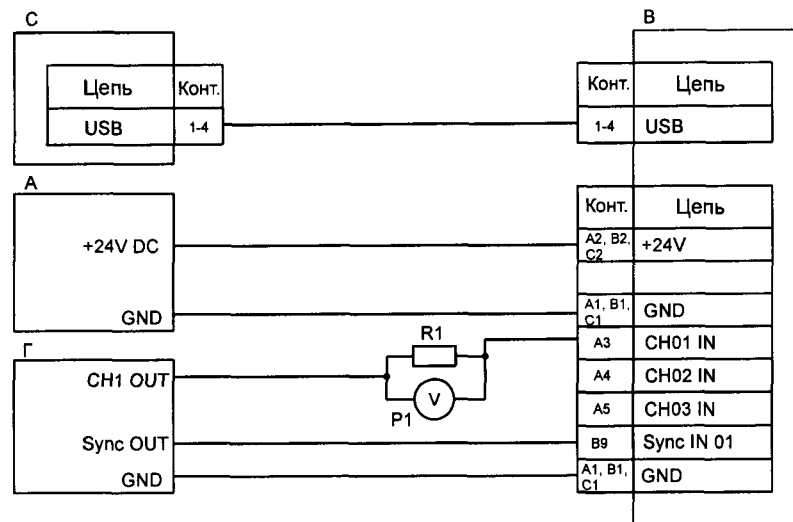 С
В
Цепь Конт.
USB 1-4
Конт. Цепь
1-4 USB
А
+24V DC
GND
Конт. Цепь
A2, B2, C2 +24V
A1, B1, C1 GND
A3 CH01 IN
A4 CH02 IN
A5 CH03 IN
B9 Sync IN 01
A1, B1, C1 GND
Г
CH1 OUT
Sync OUT
GND
R1
V
P1